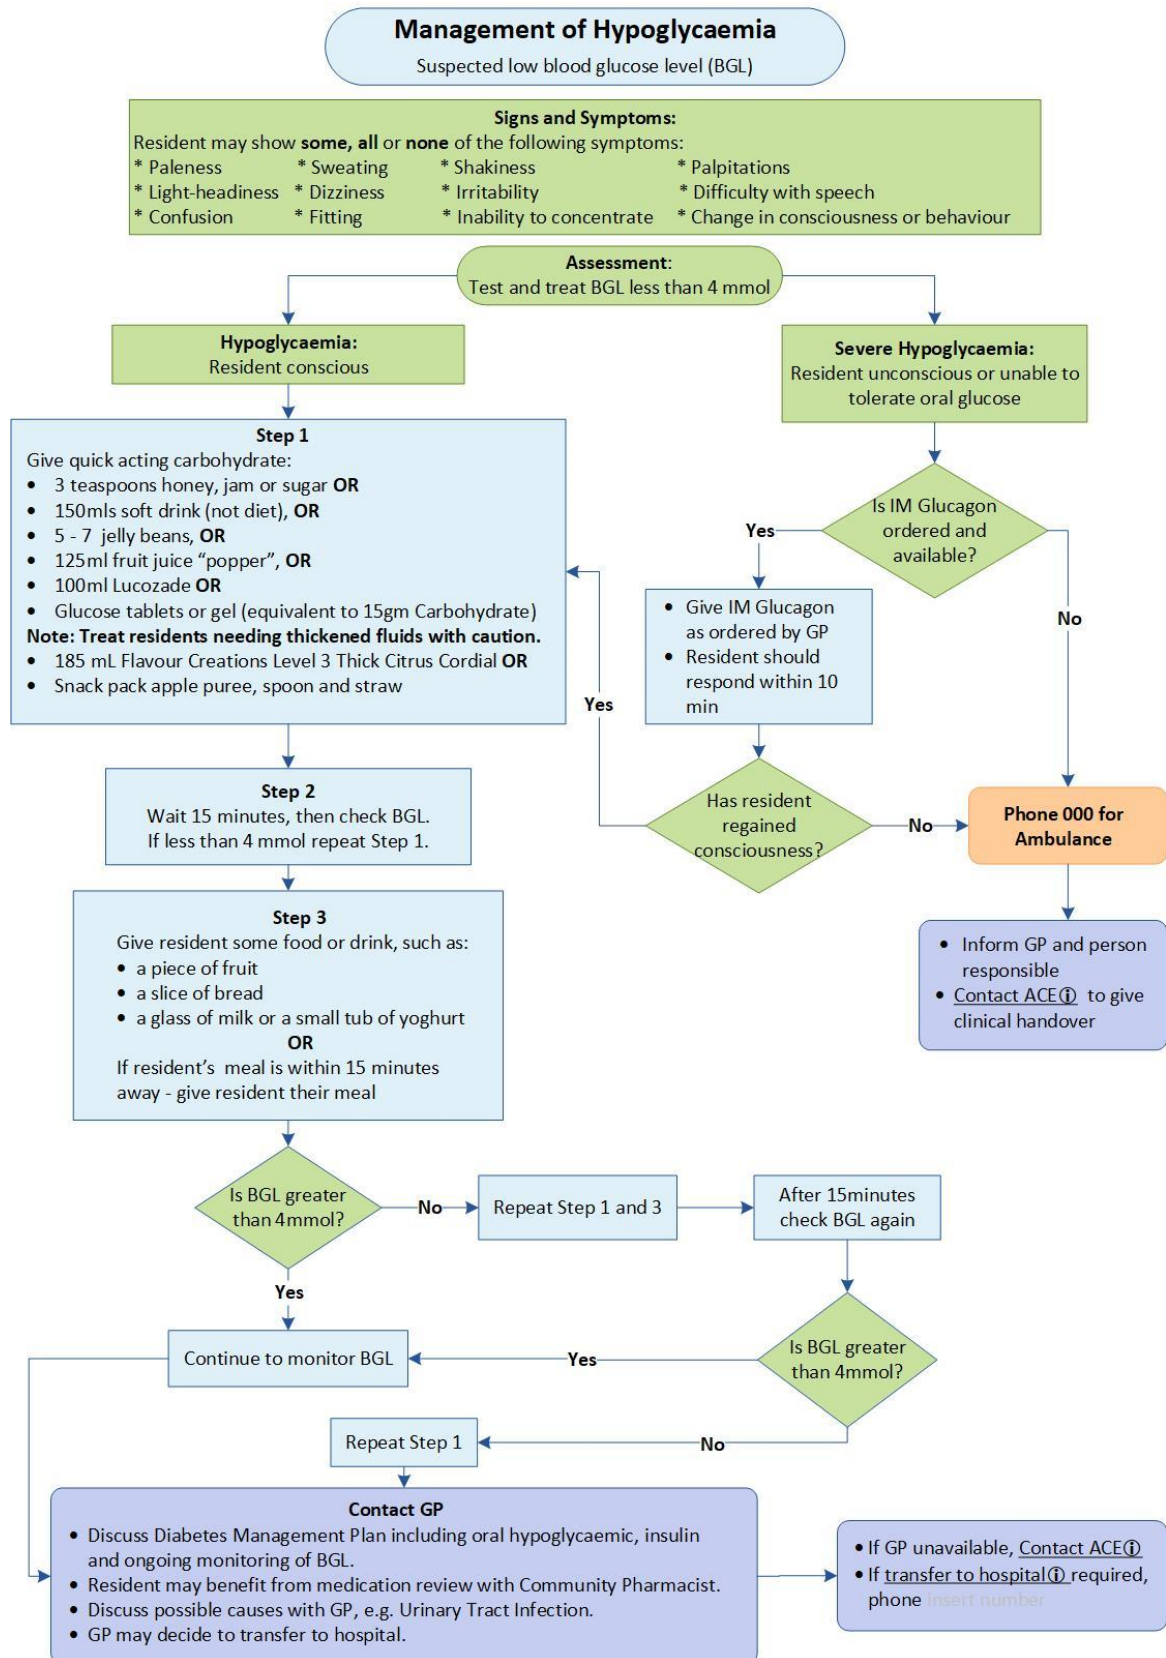 Management of Hypoglycaemia
Suspected low blood glucose level (BGL)
Signs and Symptoms:
Resident may show some, all or none of the following symptoms:
* Paleness * Sweating * Shakiness * Palpitations
* Light-headiness * Dizziness * Irritability * Difficulty with speech
* Confusion * Fitting * Inability to concentrate * Change in consciousness or behaviour
Assessment:
Test and treat BGL less than 4 mmol
Hypoglycaemia:
Resident conscious
Severe Hypoglycaemia:
Resident unconscious or unable to
tolerate oral glucose
Step 1
Give quick acting carbohydrate:
• 3 teaspoons honey, jam or sugar OR
• 150mls soft drink (not diet), OR
• 5 - 7 jelly beans, OR
• 125ml fruit juice “popper”, OR
• 100ml Lucozade OR
• Glucose tablets or gel (equivalent to 15gm Carbohydrate)
Note: Treat residents needing thickened fluids with caution.
• 185 mL Flavour Creations Level 3 Thick Citrus Cordial OR
• Snack pack apple puree, spoon and straw
Is IM Glucagon
ordered and
available?
Yes
No
• Give IM Glucagon
as ordered by GP
• Resident should
respond within 10
min
Yes
Has resident
regained
consciousness?
No
Phone 000 for
Ambulance
• Inform GP and person
responsible
• Contact ACEⓘ to give
clinical handover
Step 2
Wait 15 minutes, then check BGL.
If less than 4 mmol repeat Step 1.
Step 3
Give resident some food or drink, such as:
• a piece of fruit
• a slice of bread
• a glass of milk or a small tub of yoghurt
OR
If resident’s meal is within 15 minutes
away - give resident their meal
Is BGL greater
than 4mmol?
No
Repeat Step 1 and 3
After 15minutes
check BGL again
Yes
Continue to monitor BGL
Yes
Is BGL greater
than 4mmol?
No
Repeat Step 1
Contact GP
• Discuss Diabetes Management Plan including oral hypoglycaemic, insulin
and ongoing monitoring of BGL.
• Resident may benefit from medication review with Community Pharmacist.
• Discuss possible causes with GP, e.g. Urinary Tract Infection.
• GP may decide to transfer to hospital.
• If GP unavailable, Contact ACEⓘ
• If transfer to hospitalⓘ required,
phone insert number